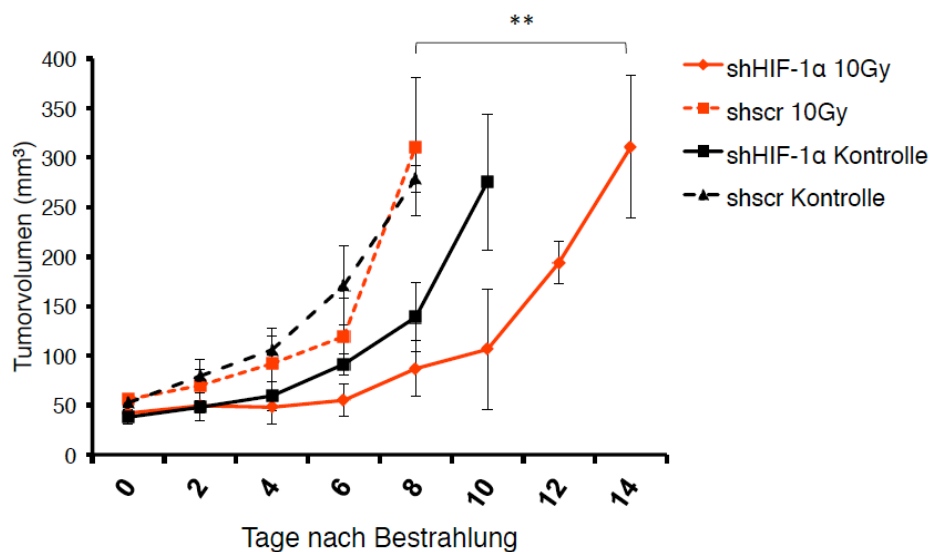 **
400
350
300
250
200
150
100
50
0
Tumorvolumen (mm³)
0 2 4 6 8 10 12 14
Tage nach Bestrahlung
shHIF-1α 10Gy
shscr 10Gy
shHIF-1α Kontrolle
shscr Kontrolle